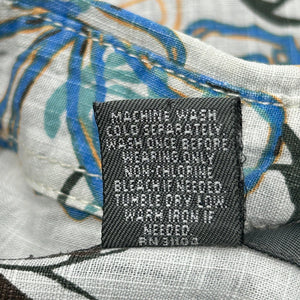 MACHINE WASH
COLD SEPARATELY.
WASH ONCE BEFORE
WEARING.ONLY
NON-CHLORINE
BLEACH IF NEEDED.
TUMBLE DRY LOW.
WARM IRON IF
NEEDED.
RN